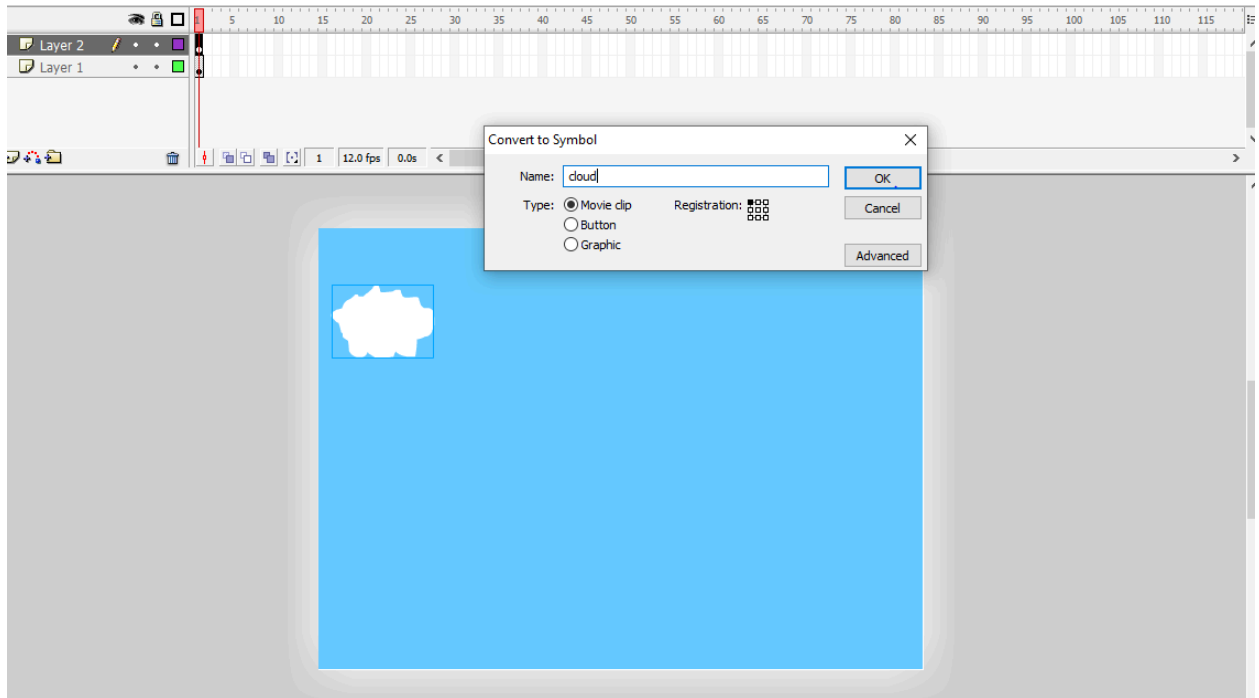 1 5 10 15 20 25 30 35 40 45 50 55 60 65 70 75 80 85 90 95 100 105 110 115
Layer 2
Layer 1
1 12.0 fps 0.0s
Convert to Symbol
Name: cloud OK
Type: Movie clip Registration: Cancel
Button
Graphic Advanced